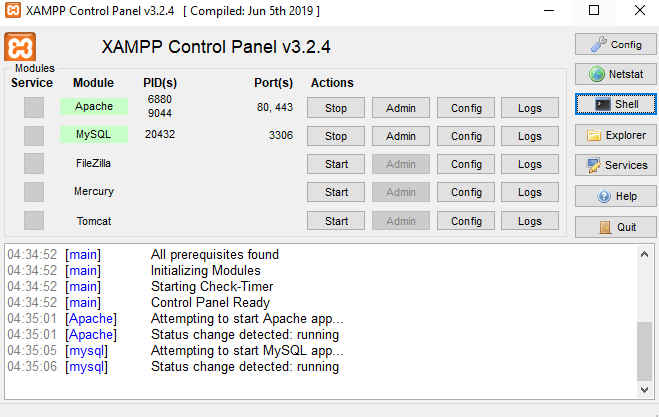 XAMPP Control Panel v3.2.4 [ Compiled: Jun 5th 2019 ]
XAMPP Control Panel v3.2.4
Config
Modules
Service Module PID(s) Port(s) Actions
Netstat
Apache 6880 9044 80, 443 Stop Admin Config Logs
Shell
MySQL 20432 3306 Stop Admin Config Logs
Explorer
FileZilla Start Admin Config Logs
Services
Mercury Start Admin Config Logs
Help
Tomcat Start Admin Config Logs
Quit
04:34:52 [main] All prerequisites found
04:34:52 [main] Initializing Modules
04:34:52 [main] Starting Check-Timer
04:34:52 [main] Control Panel Ready
04:35:01 [Apache] Attempting to start Apache app...
04:35:01 [Apache] Status change detected: running
04:35:05 [mysql] Attempting to start MySQL app...
04:35:06 [mysql] Status change detected: running